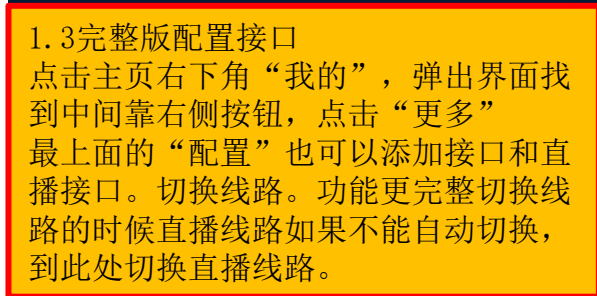 1.3完整版配置接口
点击主页右下角“我的”，弹出界面找
到中间靠右侧按钮，点击“更多”
最上面的“配置”也可以添加接口和直
播接口。切换线路。功能更完整切换线
路的时候直播线路如果不能自动切换，
到此处切换直播线路。